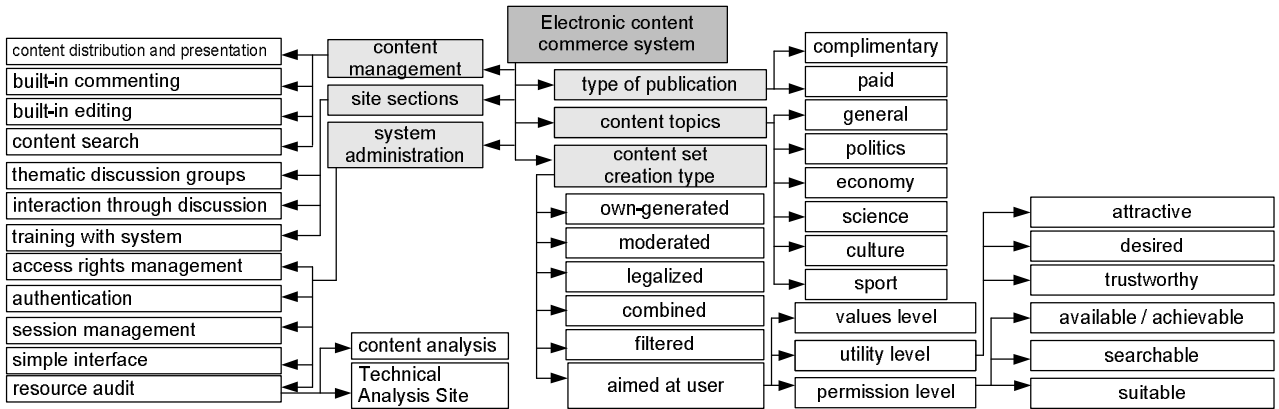 Electronic content
commerce system
content distribution and presentation
built-in commenting
built-in editing
content search
thematic discussion groups
interaction through discussion
training with system
access rights management
authentication
session management
simple interface
resource audit
content
management
site sections
system
administration
content analysis
Technical
Analysis Site
type of publication
content topics
content set
creation type
own-generated
moderated
legalized
combined
filtered
aimed at user
complimentary
paid
general
politics
economy
science
culture
sport
values level
utility level
permission level
attractive
desired
trustworthy
available / achievable
searchable
suitable